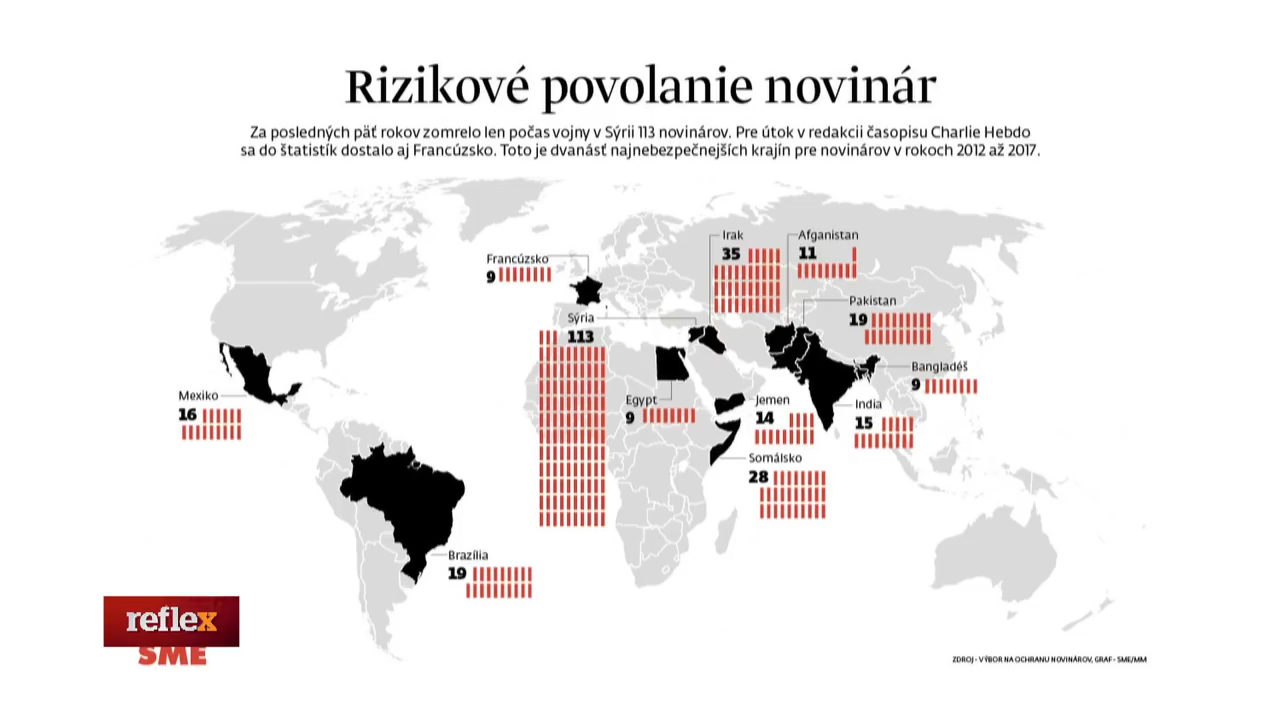 Rizikové povolanie novinár
Za posledných päť rokov zomrelo len počas vojny v Sýrii 113 novinárov. Pre útok v redakcii časopisu Charlie Hebdo
sa do štatistík dostalo aj Francúzsko. Toto je dvanásť najnebezpečnejších krajín pre novinárov v rokoch 2012 až 2017.
Irak
35
Afganistan
11
Francúzsko
9
Pakistan
19
Sýria
113
Bangladéš
9
Mexiko
16
Egypt
9
Jemen
14
India
15
Somálsko
28
Brazília
19
reflex
SME
ZDROJ - VÝBOR NA OCHRANU NOVINÁROV, GRAF - SME/MM